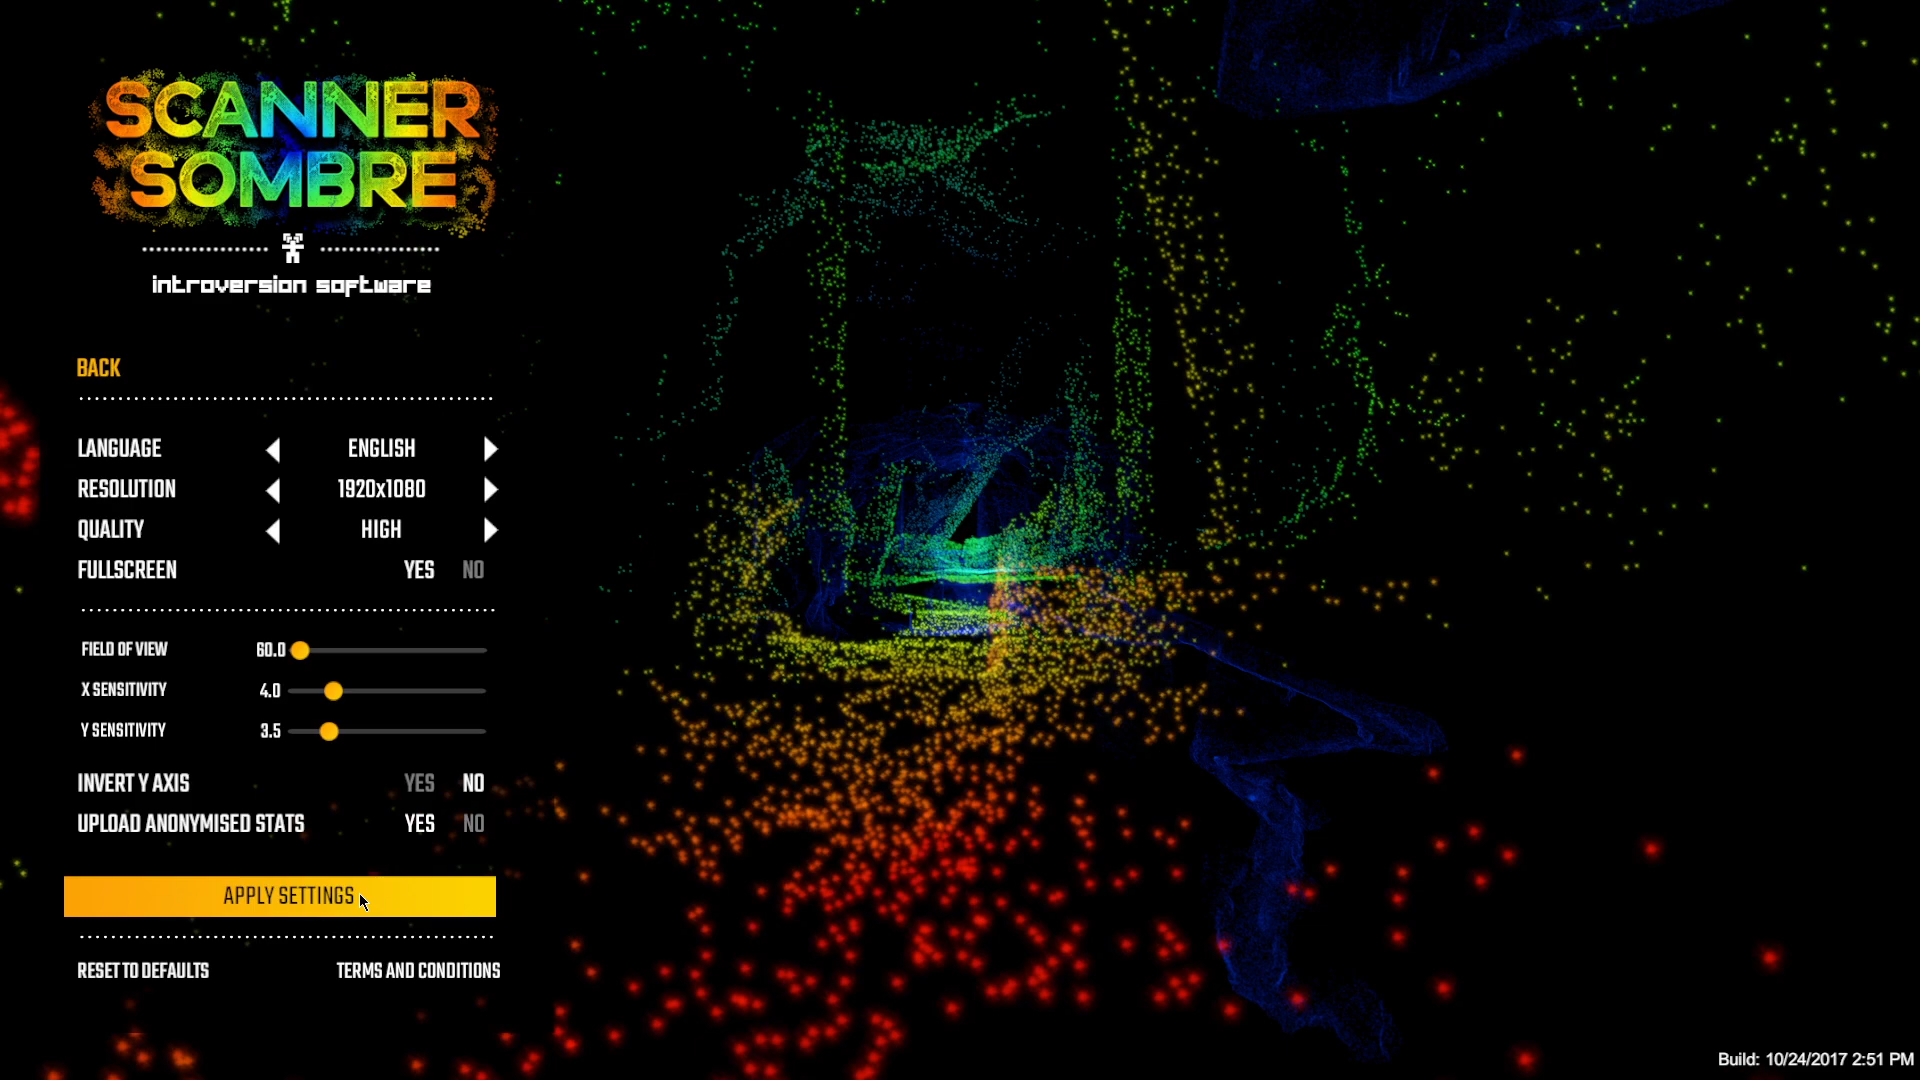 SCANNER
SOMBRE
introversion software
BACK
LANGUAGE ENGLISH
RESOLUTION 1920x1080
QUALITY HIGH
FULLSCREEN YES NO
FIELD OF VIEW 60.0
X SENSITIVITY 4.0
Y SENSITIVITY 3.5
INVERT Y AXIS YES NO
UPLOAD ANONYMISED STATS YES NO
APPLY SETTINGS
RESET TO DEFAULTS TERMS AND CONDITIONS
Build: 10/24/2017 2:51 PM